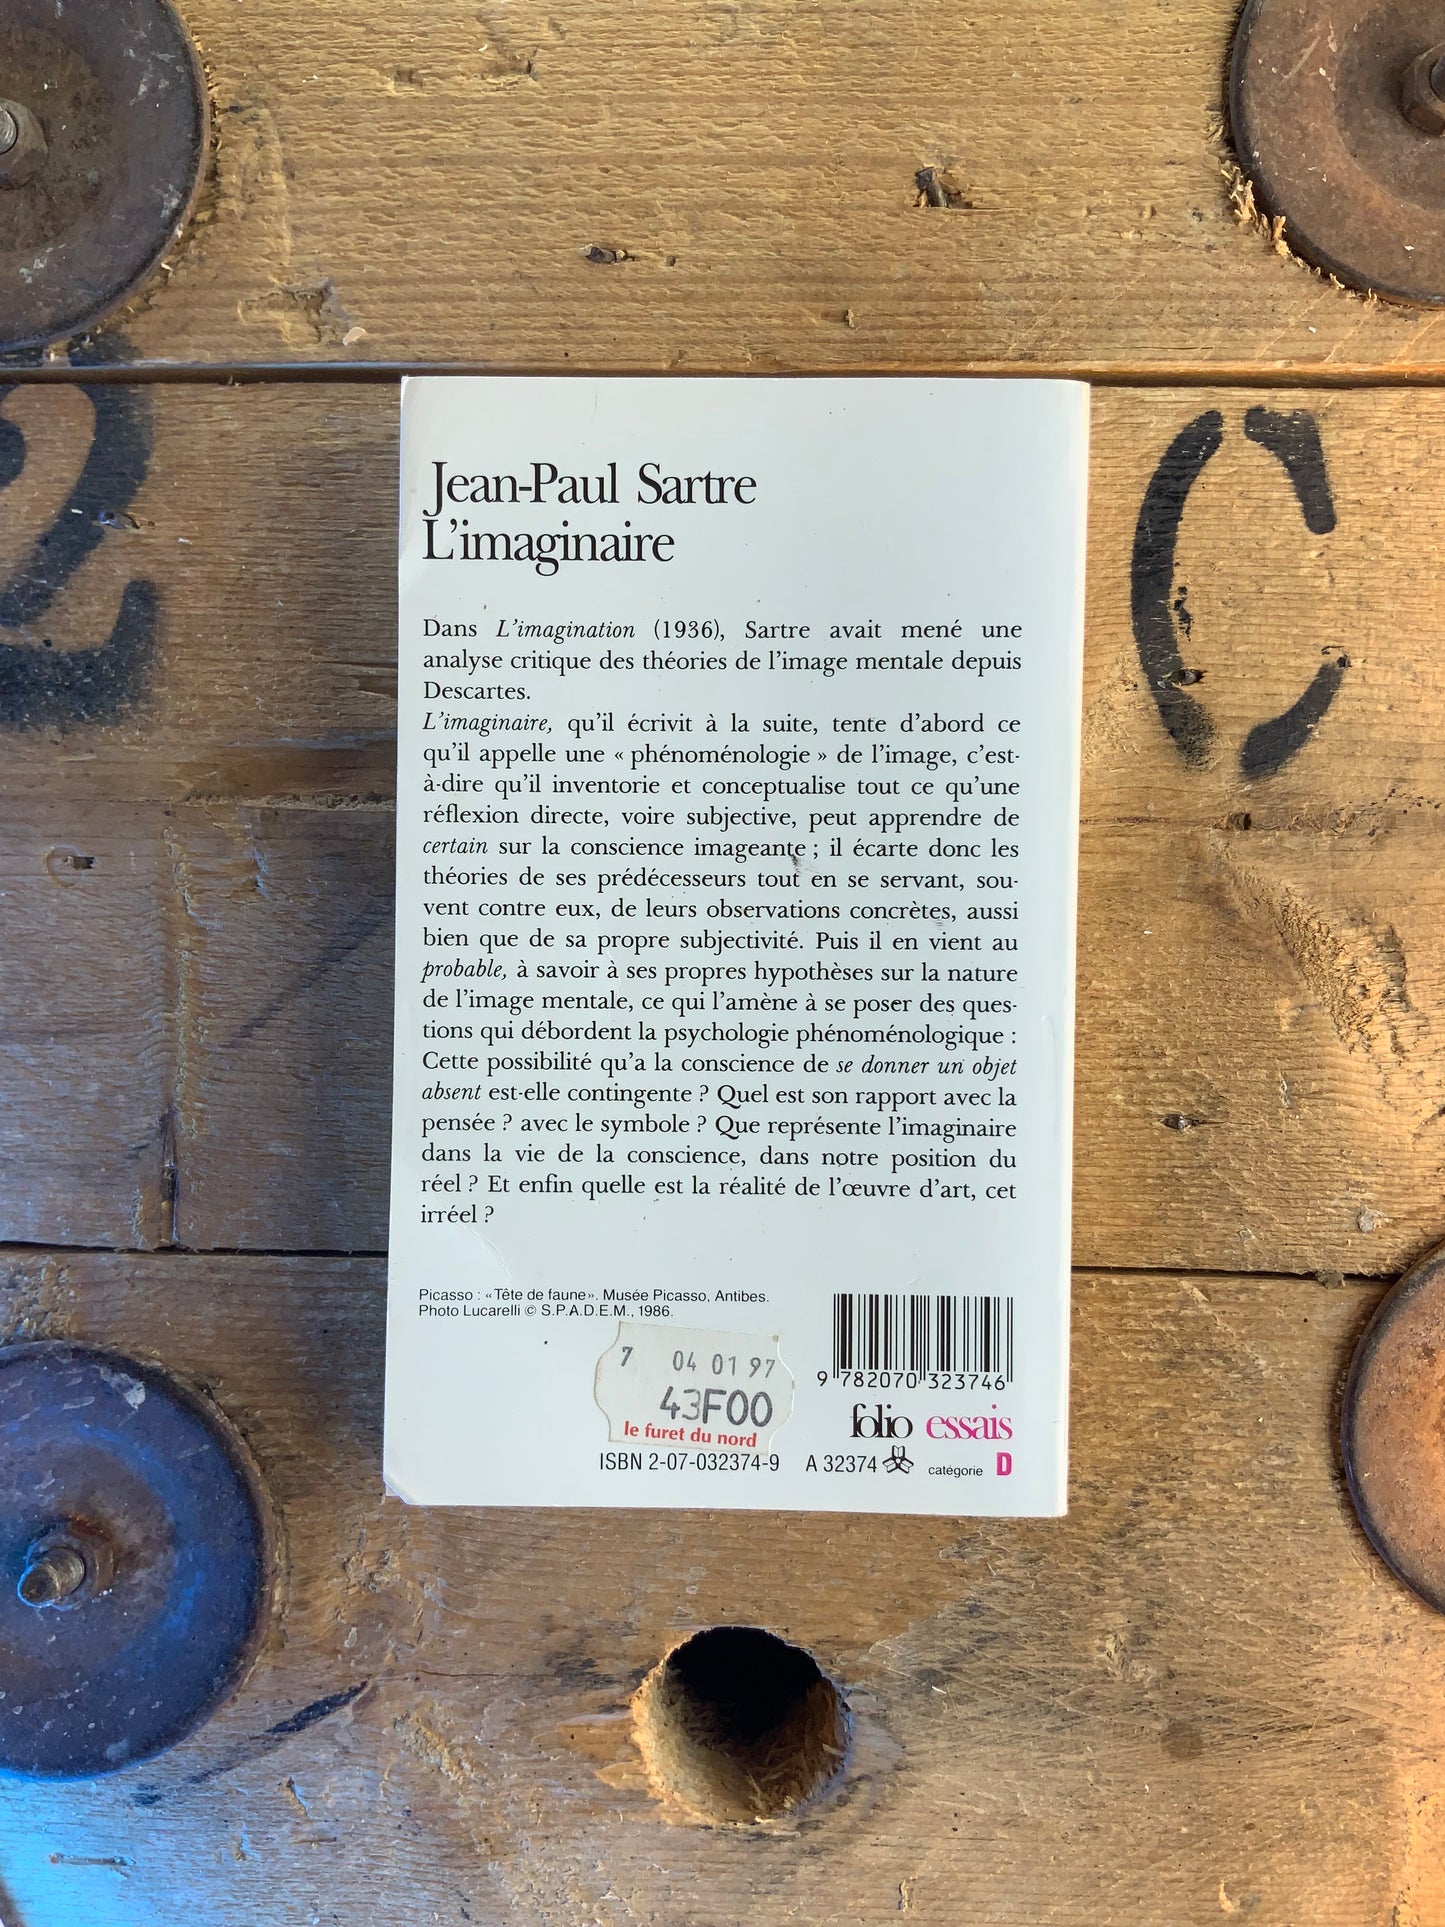 2
C
Jean-Paul Sartre
L'imaginaire
Dans L'imagination (1936), Sartre avait mené une
analyse critique des théories de l'image mentale depuis
Descartes.
L'imaginaire, qu'il écrivit à la suite, tente d'abord ce
qu'il appelle une « phénoménologie » de l'image, c'est-
à-dire qu'il inventorie et conceptualise tout ce qu'une
réflexion directe, voire subjective, peut apprendre de
certain sur la conscience imageante ; il écarte donc les
théories de ses prédécesseurs tout en se servant, sou-
vent contre eux, de leurs observations concrètes, aussi
bien que de sa propre subjectivité. Puis il en vient au
probable, à savoir à ses propres hypothèses sur la nature
de l'image mentale, ce qui l'amène à se poser des ques-
tions qui débordent la psychologie phénoménologique :
Cette possibilité qu'a la conscience de se donner un objet
absent est-elle contingente ? Quel est son rapport avec la
pensée ? avec le symbole ? Que représente l'imaginaire
dans la vie de la conscience, dans notre position du
réel ? Et enfin quelle est la réalité de l'œuvre d'art, cet
irréel ?
Picasso : «Tête de faune». Musée Picasso, Antibes.
Photo Lucarelli © S.P.A.D.E.M., 1986.
7 04 01 97
43F00
le furet du nord
9 782070 323746
folio essais
ISBN 2-07-032374-9 A 32374 catégorie D